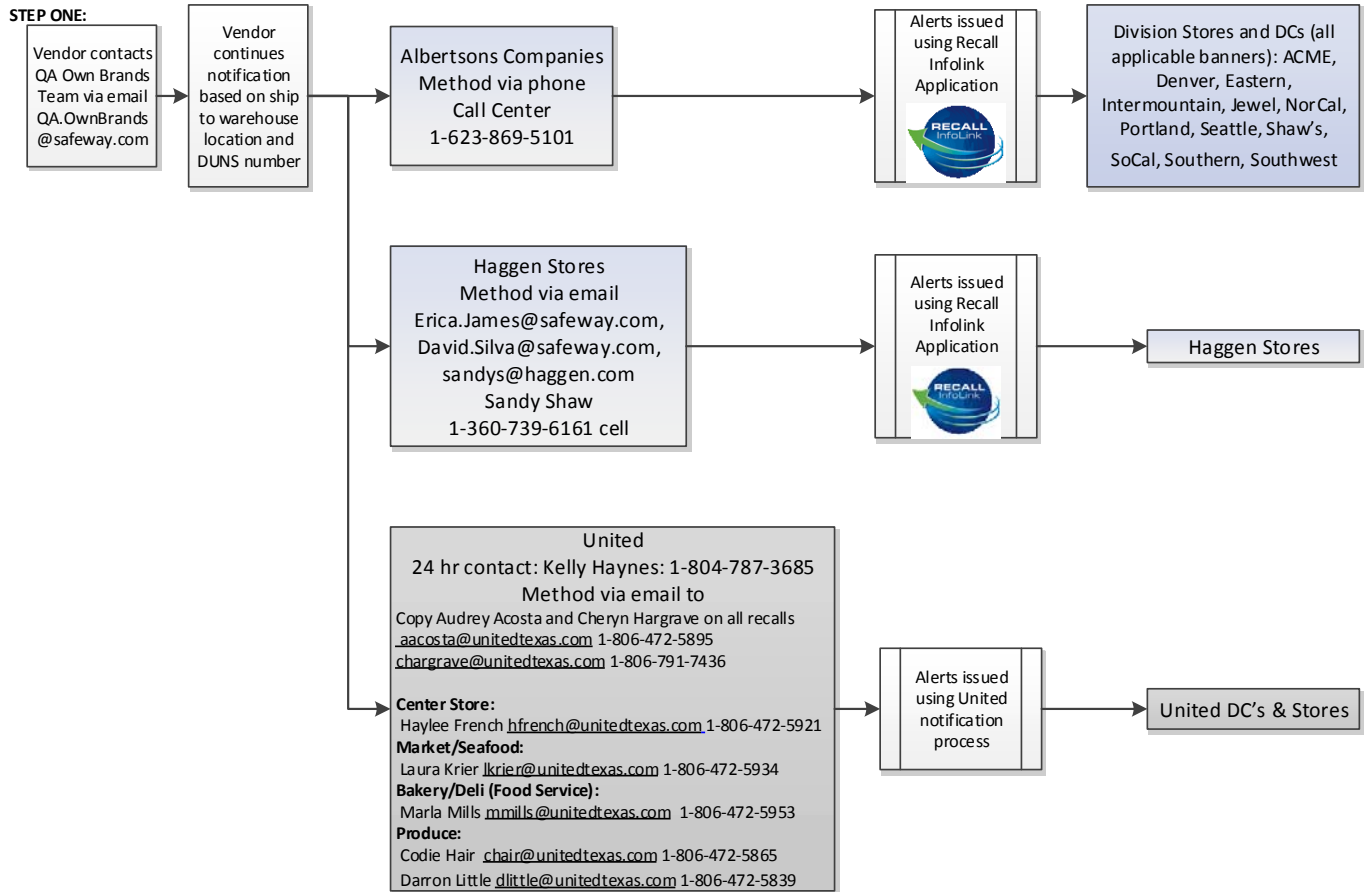 STEP ONE:
Vendor contacts
QA Own Brands
Team via email
QA.OwnBrands
@safeway.com
Vendor
continues
notification
based on ship
to warehouse
location and
DUNS number
Albertsons Companies
Method via phone
Call Center
1-623-869-5101
Alerts issued
using Recall
Infolink
Application
RECALL
InfoLink
Division Stores and DCs (all
applicable banners): ACME,
Denver, Eastern,
Intermountain, Jewel, NorCal,
Portland, Seattle, Shaw’s,
SoCal, Southern, Southwest
Haggen Stores
Method via email
Erica.James@safeway.com,
David.Silva@safeway.com,
sandys@haggen.com
Sandy Shaw
1-360-739-6161 cell
Alerts issued
using Recall
Infolink
Application
RECALL
InfoLink
Haggen Stores
United
24 hr contact: Kelly Haynes: 1-804-787-3685
Method via email to
Copy Audrey Acosta and Cheryn Hargrave on all recalls
aacosta@unitedtexas.com 1-806-472-5895
chargrave@unitedtexas.com 1-806-791-7436
Center Store:
Haylee French hfrench@unitedtexas.com 1-806-472-5921
Market/Seafood:
Laura Krier lkrier@unitedtexas.com 1-806-472-5934
Bakery/Deli (Food Service):
Marla Mills mmills@unitedtexas.com 1-806-472-5953
Produce:
Codie Hair chair@unitedtexas.com 1-806-472-5865
Darron Little dlittle@unitedtexas.com 1-806-472-5839
Alerts issued
using United
notification
process
United DC’s & Stores